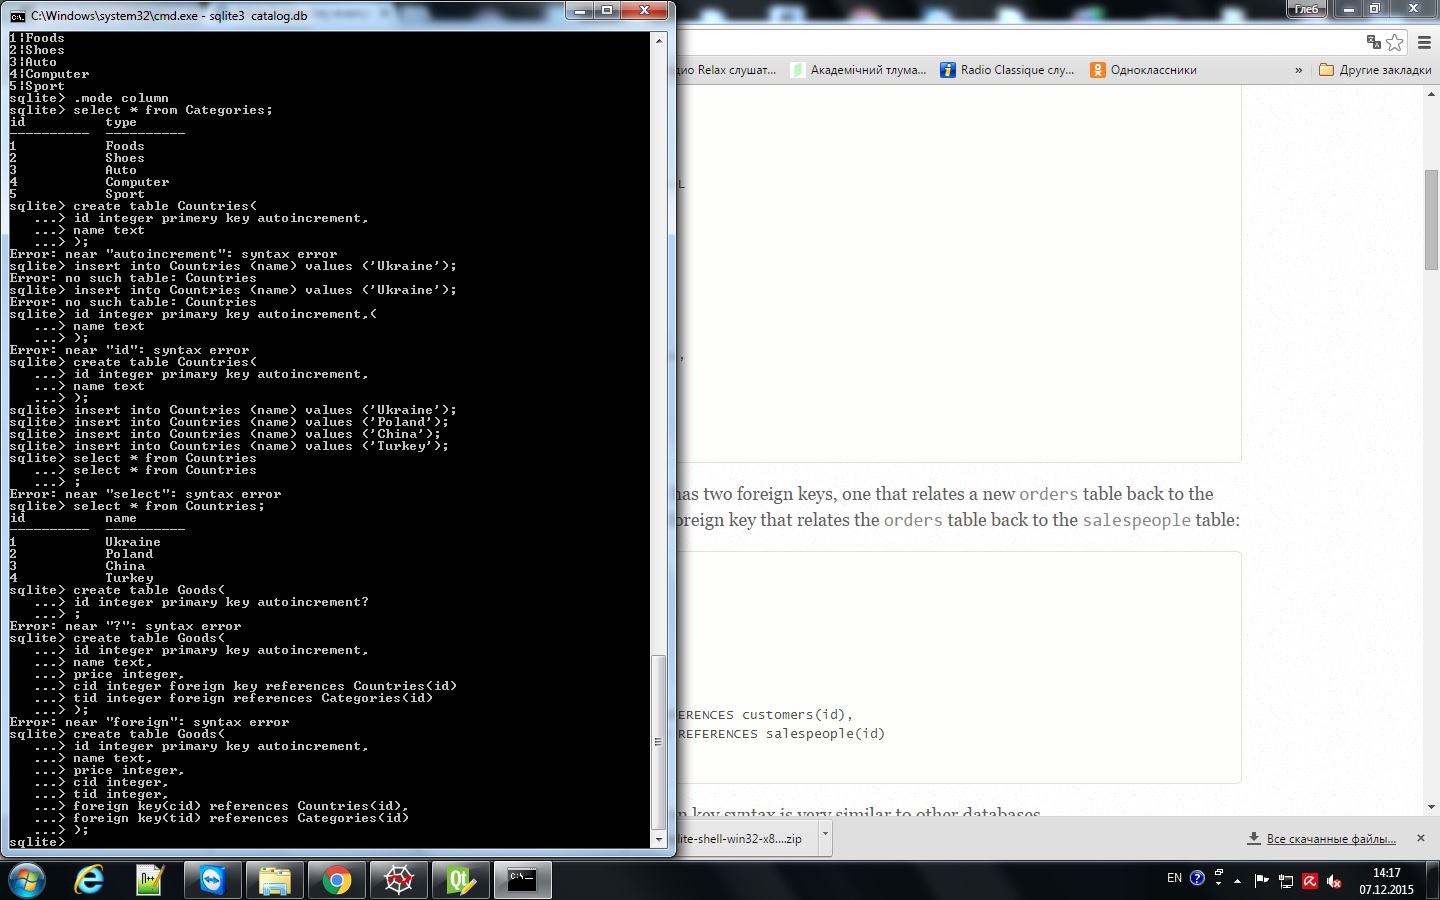 C:\Windows\system32\cmd.exe - sqlite3  catalog.db
1|Foods
2|Shoes
3|Auto
4|Computer
5|Sport
sqlite> .mode column
sqlite> select * from Categories;
id          type
----------  ----------
1           Foods
2           Shoes
3           Auto
4           Computer
5           Sport
sqlite> create table Countries(
   ...> id integer primery key autoincrement,
   ...> name text
   ...> );
Error: near "autoincrement": syntax error
sqlite> insert into Countries (name) values ('Ukraine');
Error: no such table: Countries
sqlite> insert into Countries (name) values ('Ukraine');
Error: no such table: Countries
sqlite> id integer primary key autoincrement,(
   ...> name text
   ...> );
Error: near "id": syntax error
sqlite> create table Countries(
   ...> id integer primary key autoincrement,
   ...> name text
   ...> );
sqlite> insert into Countries (name) values ('Ukraine');
sqlite> insert into Countries (name) values ('Poland');
sqlite> insert into Countries (name) values ('China');
sqlite> insert into Countries (name) values ('Turkey');
sqlite> select * from Countries
   ...> select * from Countries
   ...> ;
Error: near "select": syntax error
sqlite> select * from Countries;
id          name
----------  ----------
1           Ukraine
2           Poland
3           China
4           Turkey
sqlite> create table Goods(
   ...> id integer primary key autoincrement?
   ...> ;
Error: near "?": syntax error
sqlite> create table Goods(
   ...> id integer primary key autoincrement,
   ...> name text,
   ...> price integer,
   ...> cid integer foreign key references Countries(id)
   ...> tid integer foreign references Categories(id)
   ...> );
Error: near "foreign": syntax error
sqlite> create table Goods(
   ...> id integer primary key autoincrement,
   ...> name text,
   ...> price integer,
   ...> cid integer,
   ...> tid integer,
   ...> foreign key(cid) references Countries(id),
   ...> foreign key(tid) references Categories(id)
   ...> );
sqlite>
Глеб
дио Relax слушат...
Академічний тлума...
Radio Classique слу...
Одноклассники
»
Другие закладки
L
,
has two foreign keys, one that relates a new orders table back to the
oreign key that relates the orders table back to the salespeople table:
ERENCES customers(id),
REFERENCES salespeople(id)
n key syntax is very similar to other databases
lite-shell-win32-x8....zip
Все скачанные файлы...
EN
14:17
07.12.2015